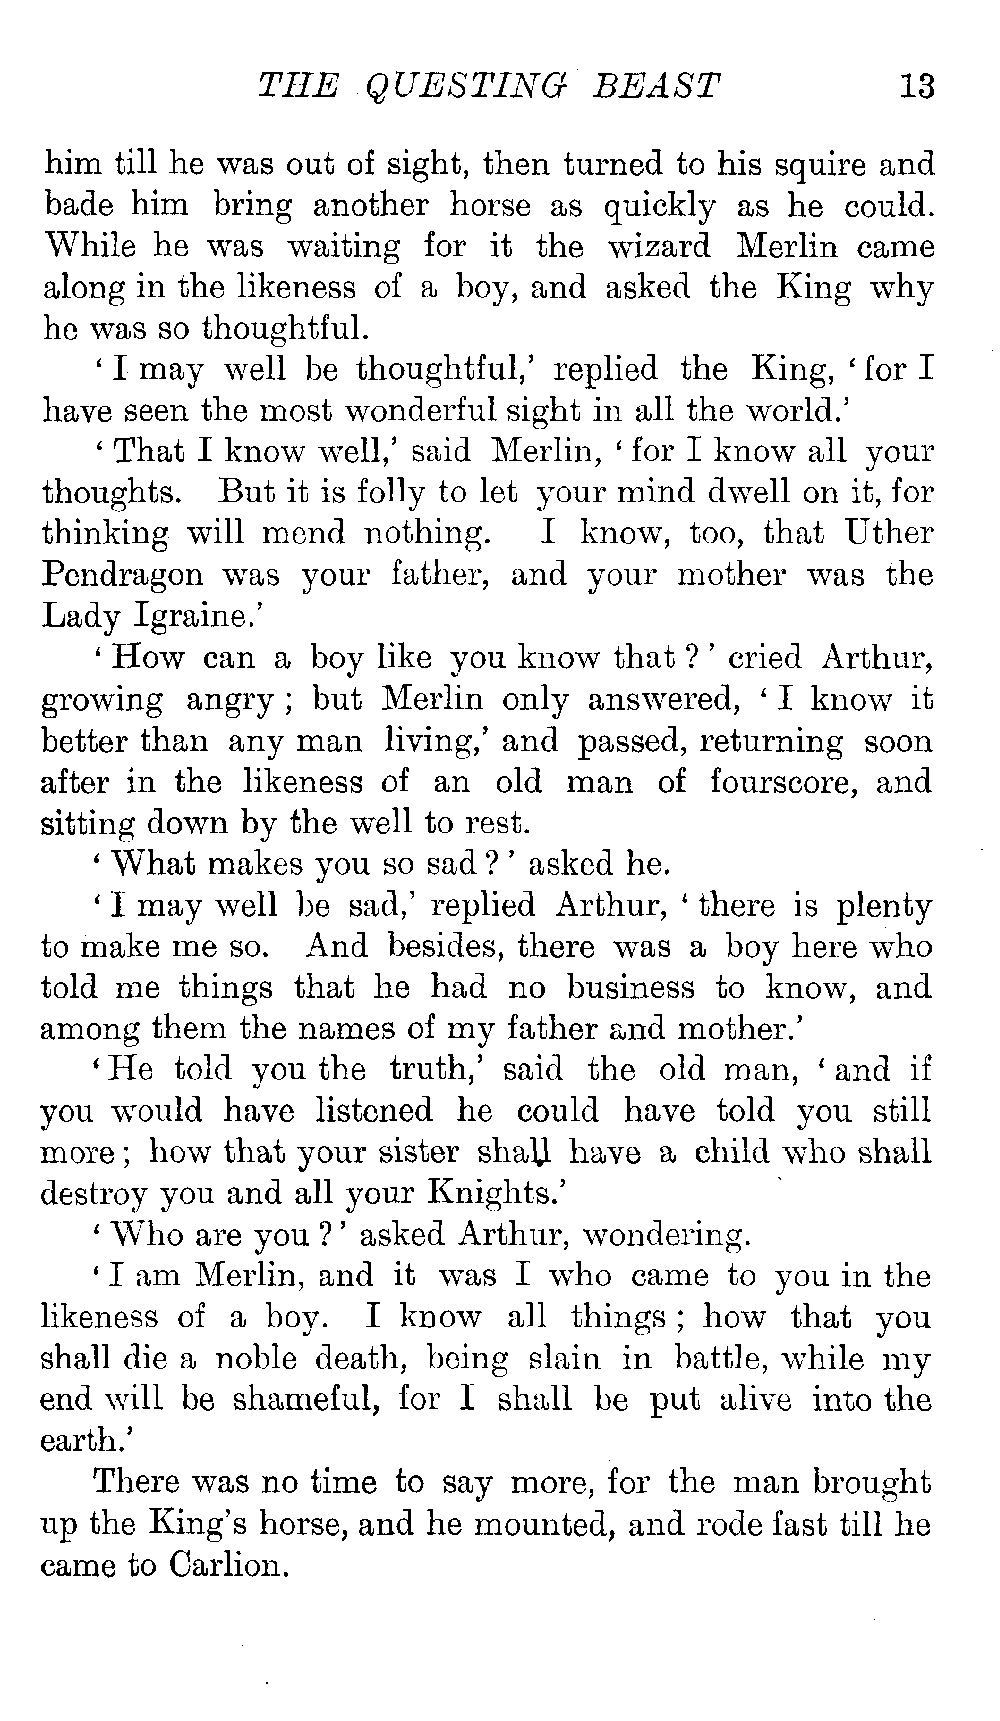 THE QUESTING BEAST 13
him till he was out of sight, then turned to his squire and
bade him bring another horse as quickly as he could.
While he was waiting for it the wizard Merlin came
along in the likeness of a boy, and asked the King why
he was so thoughtful.
‘ I may well be thoughtful,’ replied the King, ‘ for I
have seen the most wonderful sight in all the world.’
‘ That I know well,’ said Merlin, ‘ for I know all your
thoughts. But it is folly to let your mind dwell on it, for
thinking will mend nothing. I know, too, that Uther
Pendragon was your father, and your mother was the
Lady Igraine.’
‘ How can a boy like you know that ? ’ cried Arthur,
growing angry ; but Merlin only answered, ‘ I know it
better than any man living,’ and passed, returning soon
after in the likeness of an old man of fourscore, and
sitting down by the well to rest.
‘ What makes you so sad ? ’ asked he.
‘ I may well be sad,’ replied Arthur, ‘ there is plenty
to make me so. And besides, there was a boy here who
told me things that he had no business to know, and
among them the names of my father and mother.’
‘ He told you the truth,’ said the old man, ‘ and if
you would have listened he could have told you still
more ; how that your sister shall have a child who shall
destroy you and all your Knights.’
‘ Who are you ? ’ asked Arthur, wondering.
‘ I am Merlin, and it was I who came to you in the
likeness of a boy. I know all things ; how that you
shall die a noble death, being slain in battle, while my
end will be shameful, for I shall be put alive into the
earth.’
There was no time to say more, for the man brought
up the King’s horse, and he mounted, and rode fast till he
came to Carlion.